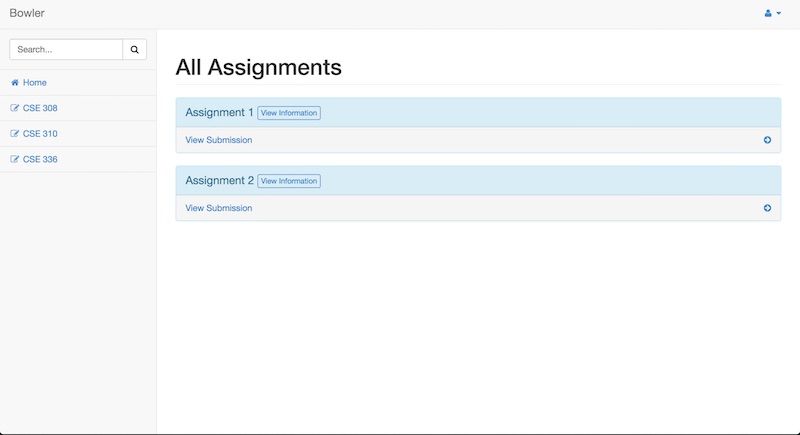 Bowler
Search...
Home
CSE 308
CSE 310
CSE 336
All Assignments
Assignment 1 View Information
View Submission
Assignment 2 View Information
View Submission